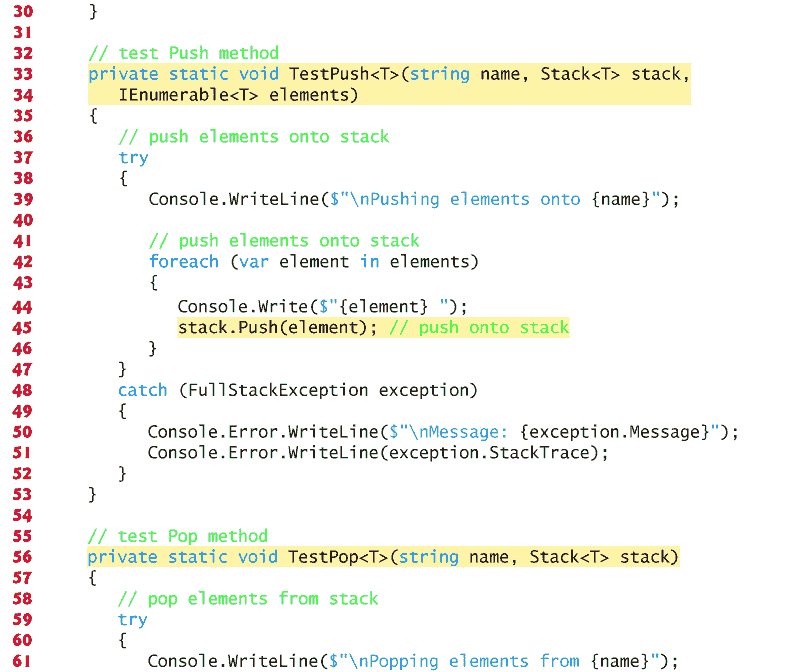 30 }
31
32 // test Push method
33 private static void TestPush<T>(string name, Stack<T> stack,
34 IEnumerable<T> elements)
35 {
36 // push elements onto stack
37 try
38 {
39 Console.WriteLine($"\nPushing elements onto {name}");
40
41 // push elements onto stack
42 foreach (var element in elements)
43 {
44 Console.Write($"{element} ");
45 stack.Push(element); // push onto stack
46 }
47 }
48 catch (FullStackException exception)
49 {
50 Console.Error.WriteLine($"\nMessage: {exception.Message}");
51 Console.Error.WriteLine(exception.StackTrace);
52 }
53 }
54
55 // test Pop method
56 private static void TestPop<T>(string name, Stack<T> stack)
57 {
58 // pop elements from stack
59 try
60 {
61 Console.WriteLine($"\nPopping elements from {name}");